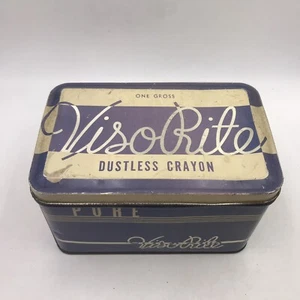 ONE GROSS
VisoRite
DUSTLESS CRAYON
PURE
VisoRite